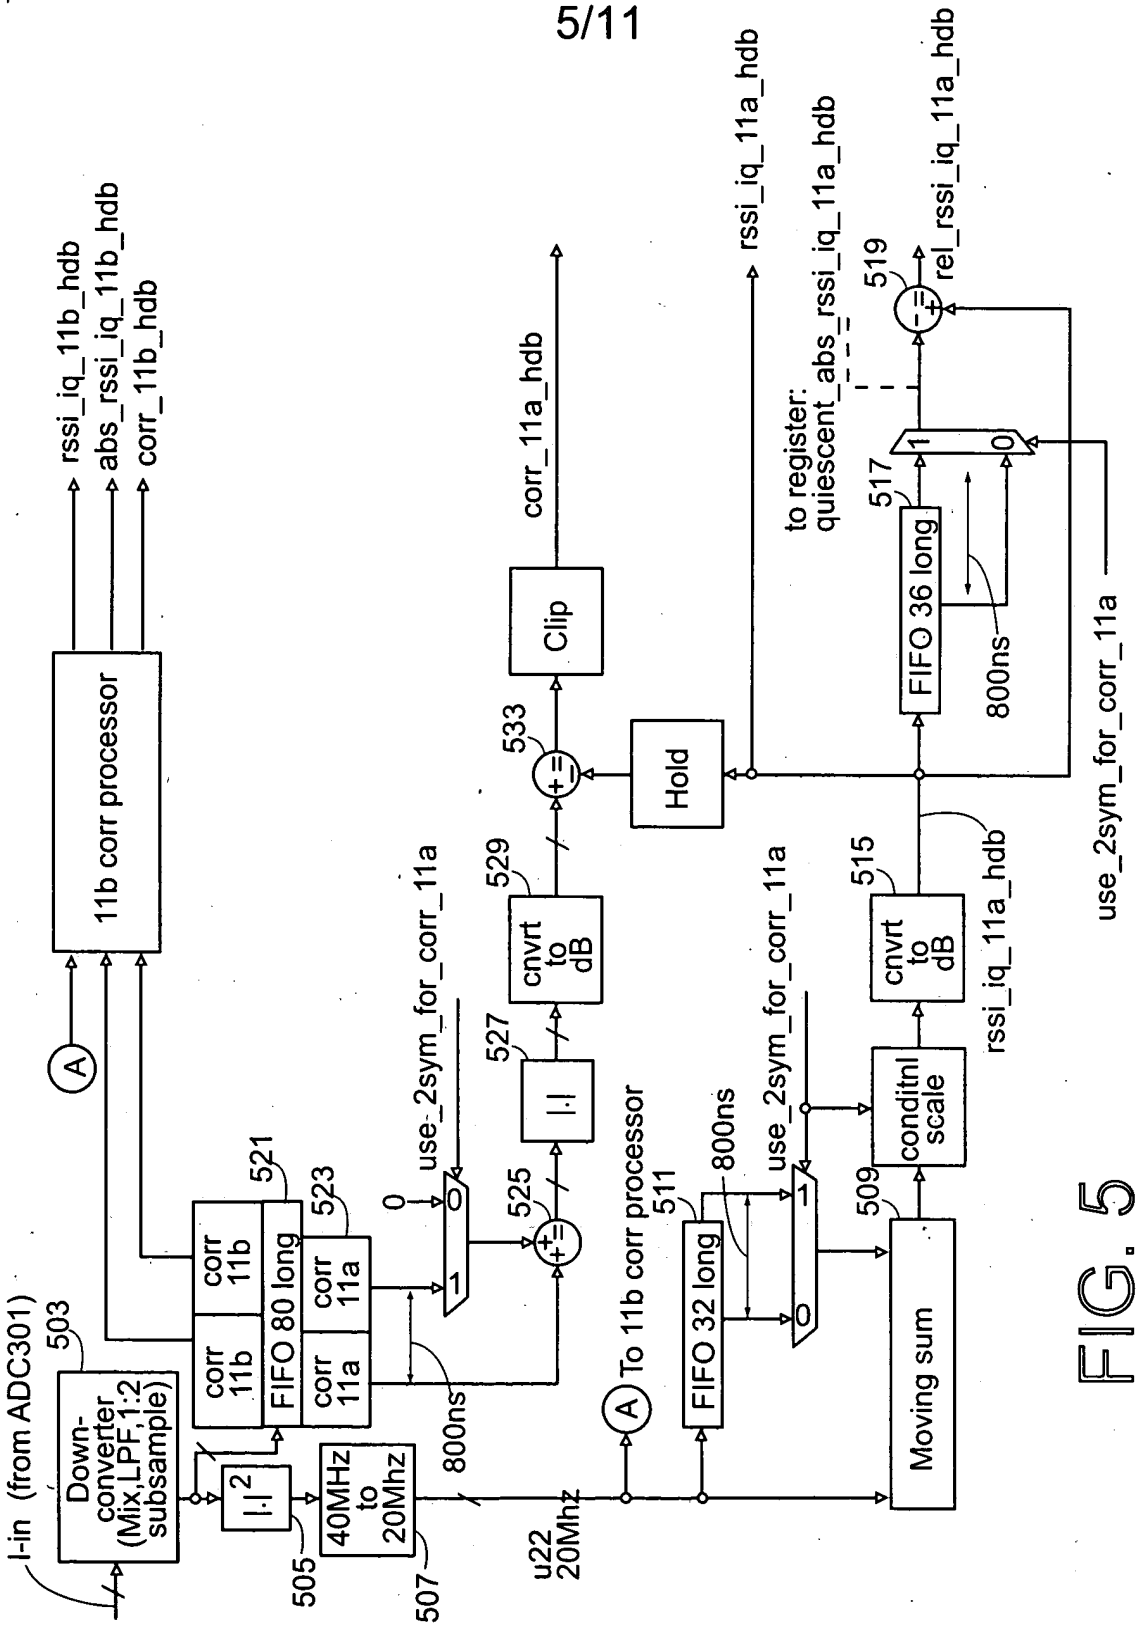 5/11
I-in (from ADC301)
503
Down-
converter
(Mix,LPF,1:2
subsample)
|.|²
505
40MHz
to
20Mhz
507
u22
20Mhz
corr
11b
corr
11b
FIFO 80 long
521
corr
11a
corr
11a
523
800ns
A
11b corr processor
rssi_iq_11b_hdb
abs_rssi_iq_11b_hdb
corr_11b_hdb
0
1
0
use_2sym_for_corr_11a
+
+
=
525
|.|
527
cnvrt
to
dB
529
+
=
−
533
Clip
corr_11a_hdb
Hold
rssi_iq_11a_hdb
A
To 11b corr processor
FIFO 32 long
511
800ns
0
1
use_2sym_for_corr_11a
Moving sum
509
conditnl
scale
cnvrt
to
dB
515
rssi_iq_11a_hdb
FIFO 36 long
517
800ns
1
0
to register:
quiescent_abs_rssi_iq_11a_hdb
-
=
+
519
rel_rssi_iq_11a_hdb
use_2sym_for_corr_11a
FIG. 5